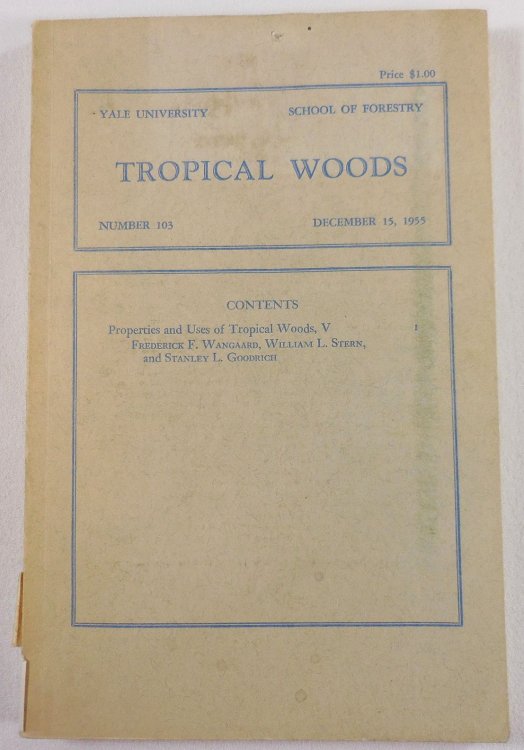 Price $1.00
YALE UNIVERSITY SCHOOL OF FORESTRY
TROPICAL WOODS
NUMBER 103 DECEMBER 15, 1955
CONTENTS
Properties and Uses of Tropical Woods, V 1
FREDERICK F. WANGAARD, WILLIAM L. STERN,
and STANLEY L. GOODRICH